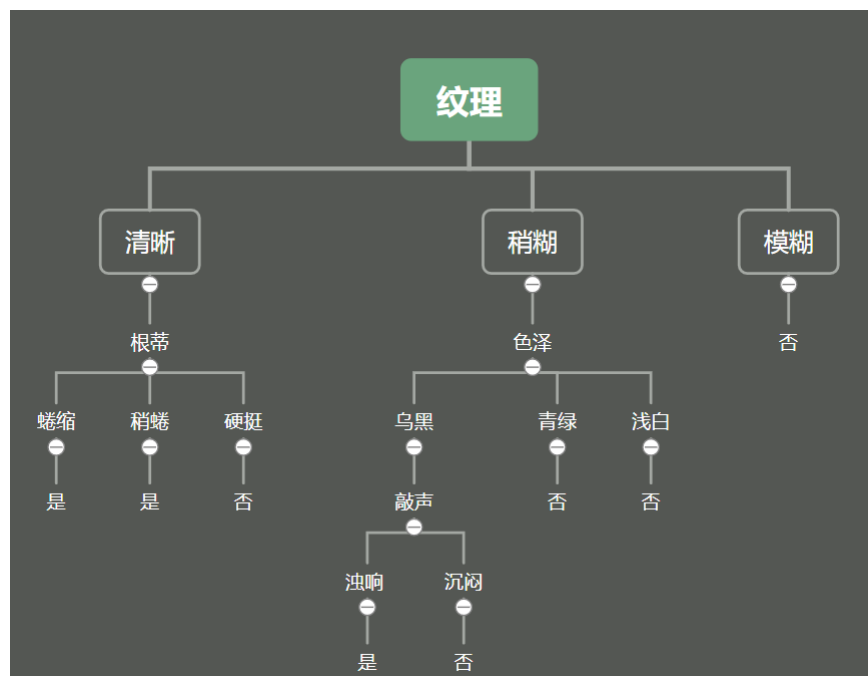 纹理
清晰 稍糊 模糊
根蒂 色泽 否
蜷缩 稍蜷 硬挺 乌黑 青绿 浅白
是 是 否 敲声 否 否
浊响 沉闷
是 否